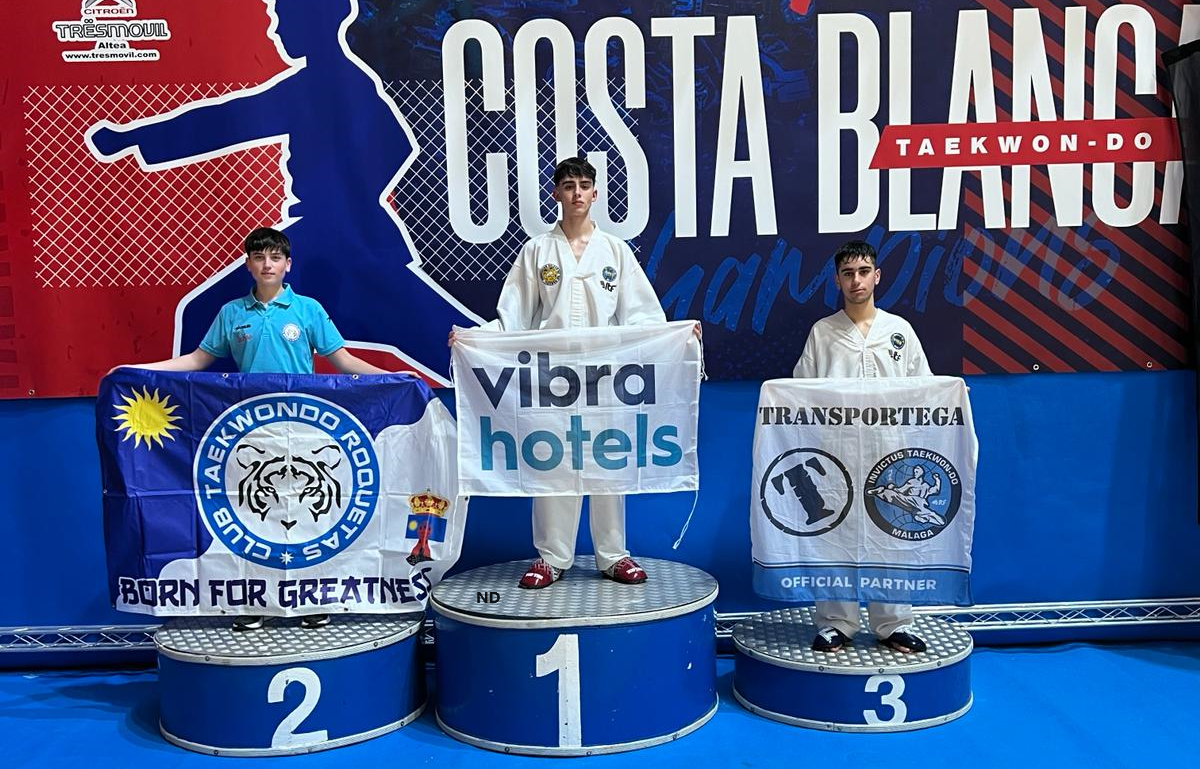 CITROËN
TRËSMOVIL
Altea
www.tresmovil.com
COSTA BLANCA
TAEKWON-DO
Champions
CLUB TAEKWONDO ROQUETAS
BORN FOR GREATNESS
vibra
hotels
TRANSPORTEGA
T
INVICTUS TAEKWON-DO
MÁLAGA
OFFICIAL PARTNER
ND
2
1
3